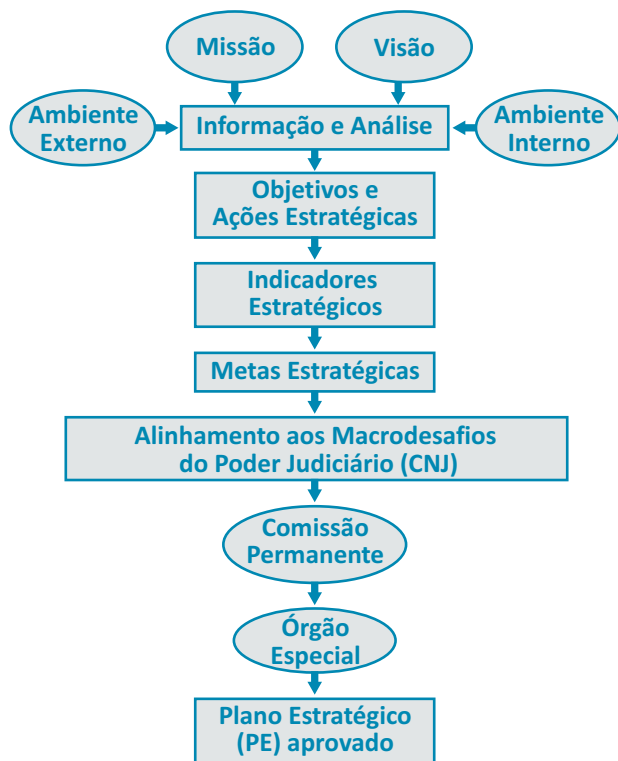 Missão
Visão
Ambiente
Externo
Informação e Análise
Ambiente
Interno
Objetivos e
Ações Estratégicas
Indicadores
Estratégicos
Metas Estratégicas
Alinhamento aos Macrodesafios
do Poder Judiciário (CNJ)
Comissão
Permanente
Órgão
Especial
Plano Estratégico
(PE) aprovado